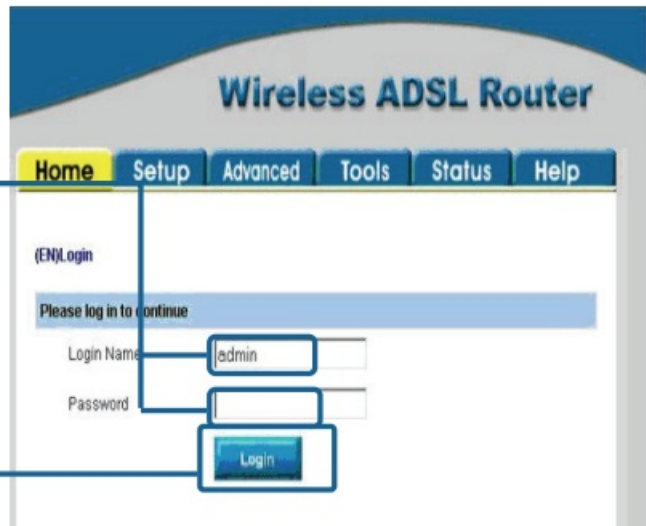 Wireless ADSL Router
Home Setup Advanced Tools Status Help
(EN)Login
Please log in to continue
Login Name admin
Password
Login